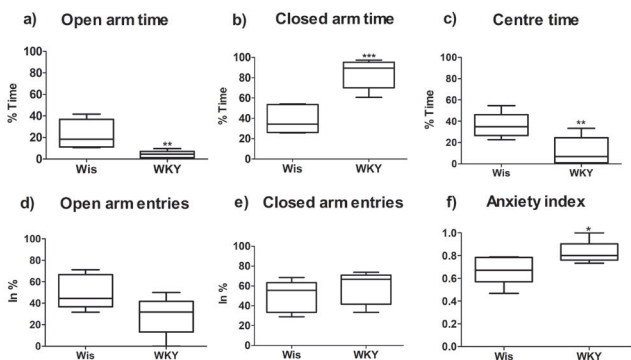 a) Open arm time
% Time
100
80
60
40
20
0
**
Wis WKY
b) Closed arm time
% Time
100
80
60
40
20
0
***
Wis WKY
c) Centre time
% Time
100
80
60
40
20
0
**
Wis WKY
d) Open arm entries
In %
100
80
60
40
20
0
Wis WKY
e) Closed arm entries
In %
100
80
60
40
20
0
Wis WKY
f) Anxiety index
1.0
0.8
0.6
0.4
0.2
0.0
*
Wis WKY